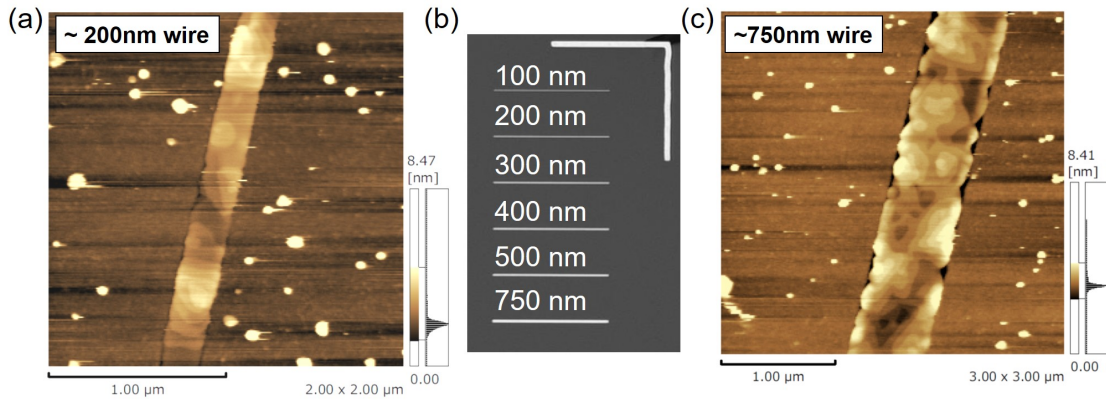 (a)
~ 200nm wire
8.47
[nm]
0.00
1.00 μm
2.00 x 2.00 μm
(b)
100 nm
200 nm
300 nm
400 nm
500 nm
750 nm
(c)
~750nm wire
8.41
[nm]
0.00
1.00 μm
3.00 x 3.00 μm